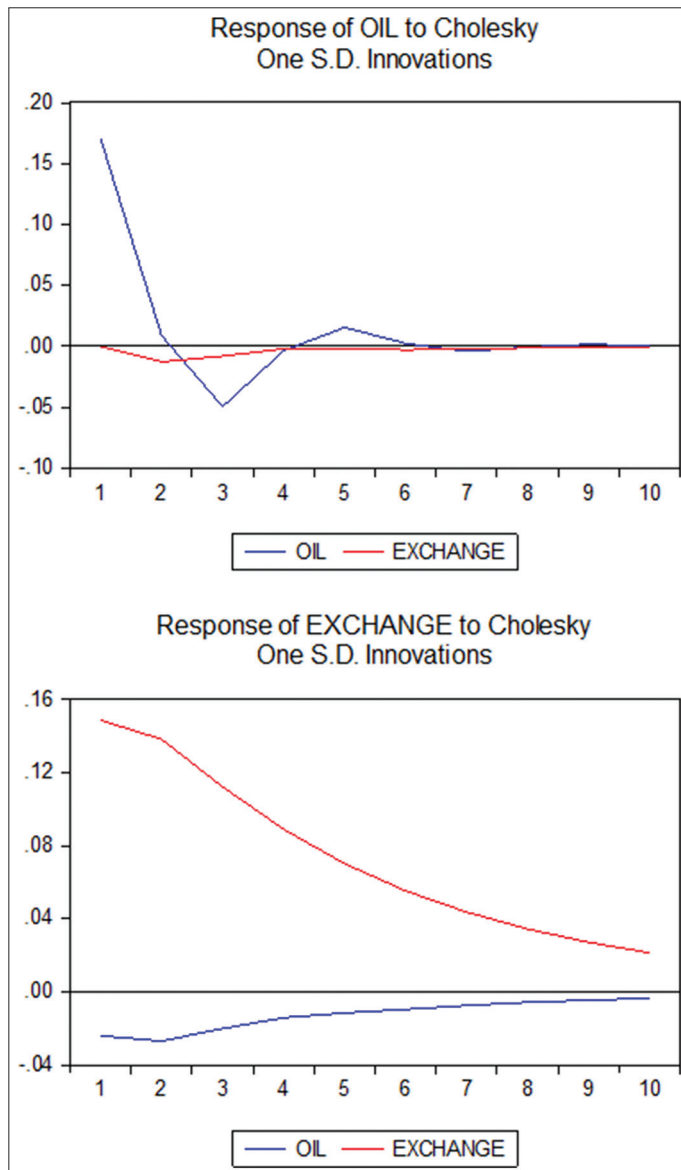 Response of OIL to Cholesky
One S.D. Innovations
.20
.15
.10
.05
.00
-.05
-.10
1 2 3 4 5 6 7 8 9 10
OIL EXCHANGE
Response of EXCHANGE to Cholesky
One S.D. Innovations
.16
.12
.08
.04
.00
-.04
1 2 3 4 5 6 7 8 9 10
OIL EXCHANGE